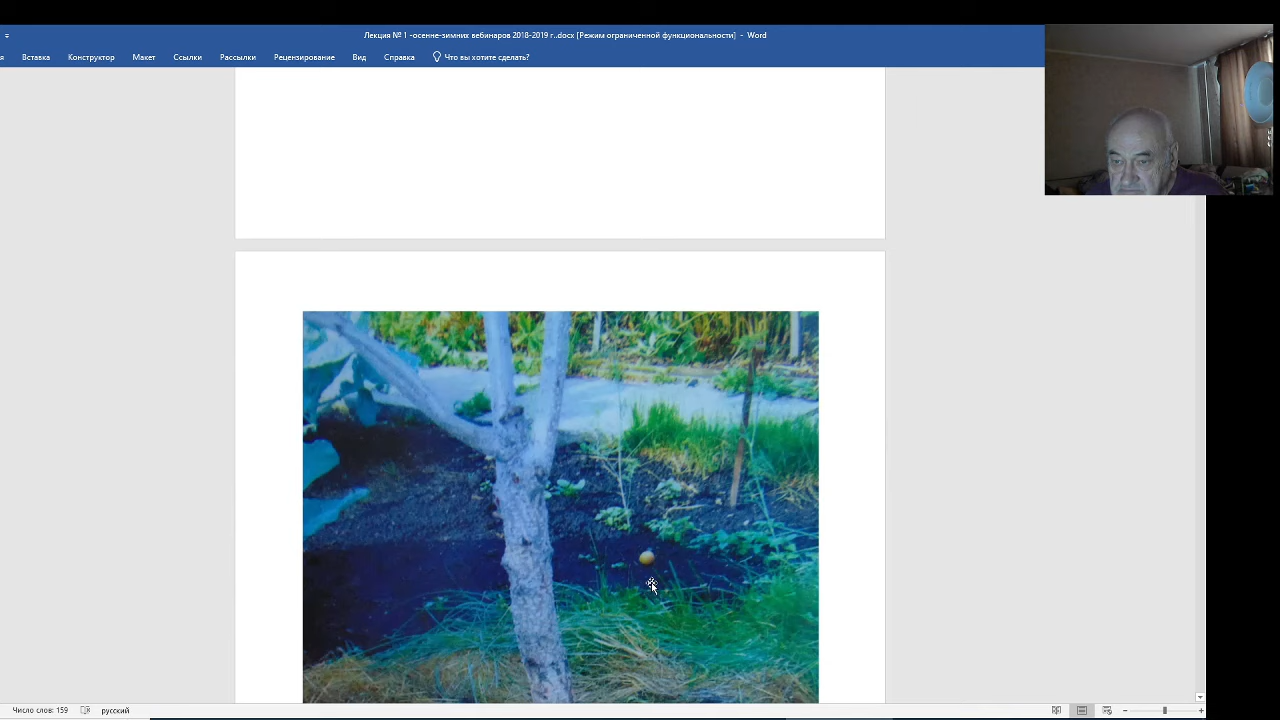 Лекция № 1 -осенне-зимних вебинаров 2018-2019 г..docx [Режим ограниченной функциональности] - Word
я Вставка Конструктор Макет Ссылки Рассылки Рецензирование Вид Справка Что вы хотите сделать?
Число слов: 159 русский